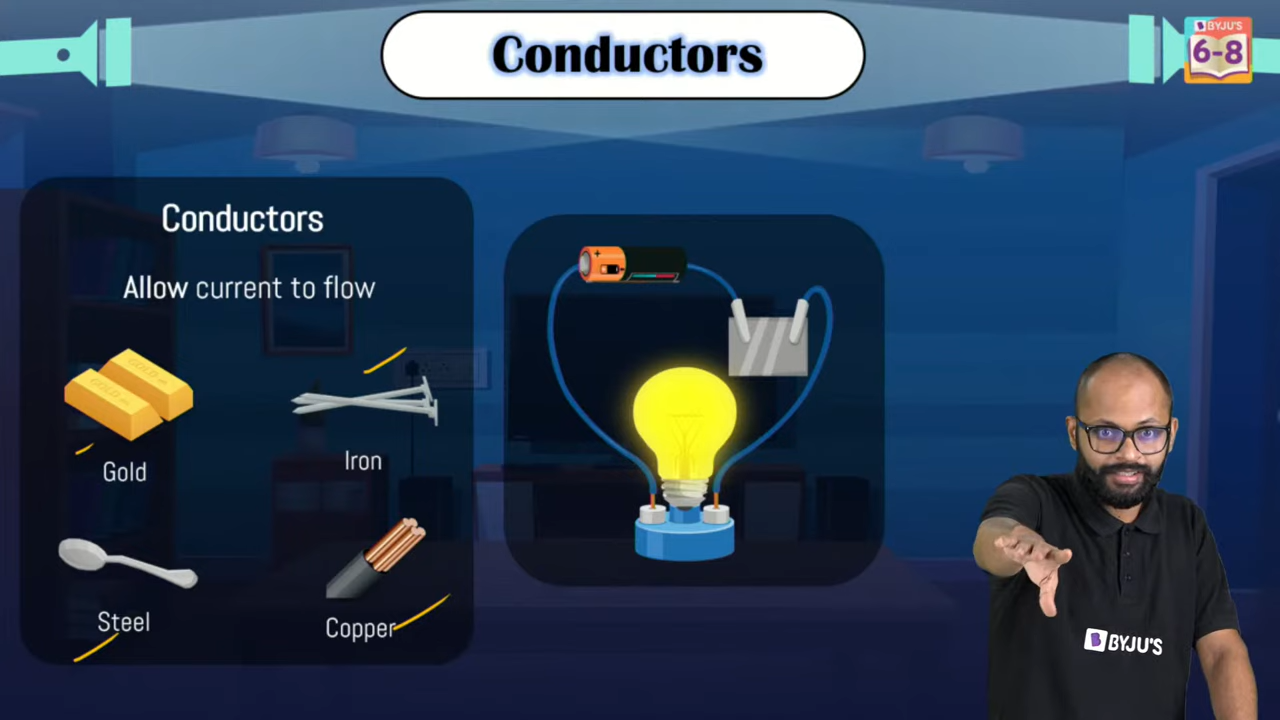 Conductors
BYJU'S
6-8
Conductors
Allow current to flow
Gold
Iron
Steel
Copper
BYJU'S